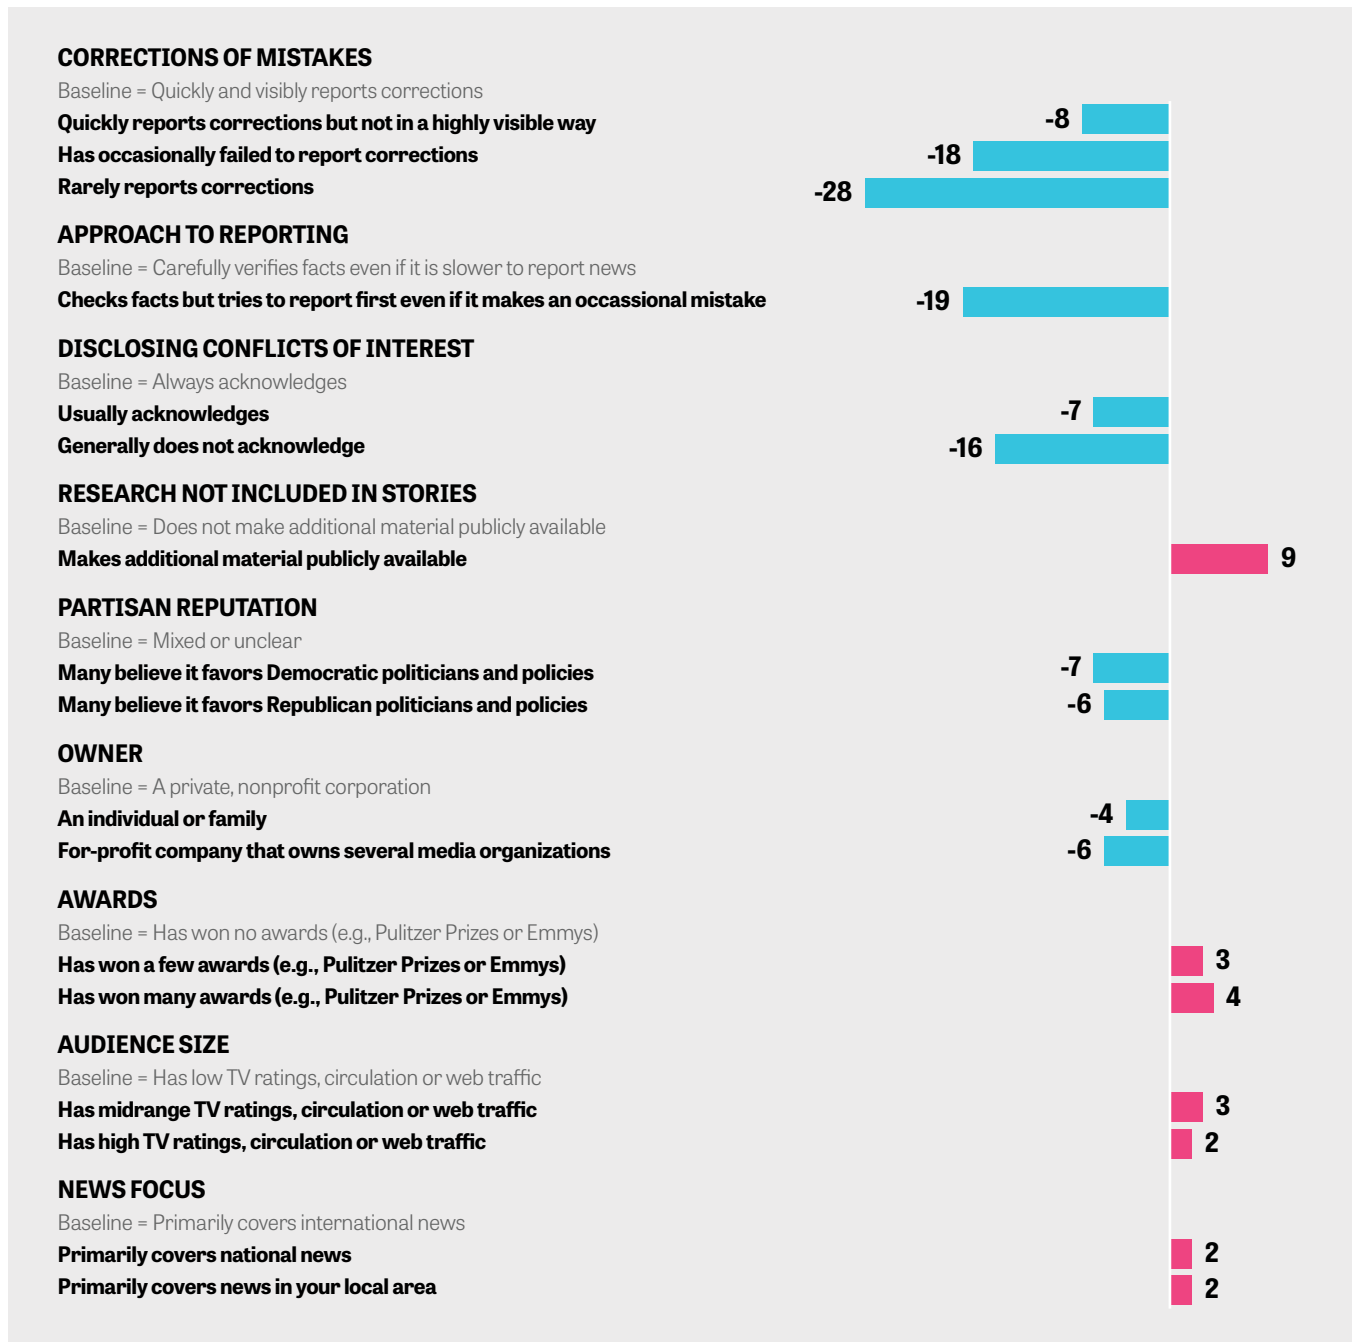 CORRECTIONS OF MISTAKES
Baseline = Quickly and visibly reports corrections
Quickly reports corrections but not in a highly visible way -8
Has occasionally failed to report corrections -18
Rarely reports corrections -28
APPROACH TO REPORTING
Baseline = Carefully verifies facts even if it is slower to report news
Checks facts but tries to report first even if it makes an occassional mistake -19
DISCLOSING CONFLICTS OF INTEREST
Baseline = Always acknowledges
Usually acknowledges -7
Generally does not acknowledge -16
RESEARCH NOT INCLUDED IN STORIES
Baseline = Does not make additional material publicly available
Makes additional material publicly available 9
PARTISAN REPUTATION
Baseline = Mixed or unclear
Many believe it favors Democratic politicians and policies -7
Many believe it favors Republican politicians and policies -6
OWNER
Baseline = A private, nonprofit corporation
An individual or family -4
For-profit company that owns several media organizations -6
AWARDS
Baseline = Has won no awards (e.g., Pulitzer Prizes or Emmys)
Has won a few awards (e.g., Pulitzer Prizes or Emmys) 3
Has won many awards (e.g., Pulitzer Prizes or Emmys) 4
AUDIENCE SIZE
Baseline = Has low TV ratings, circulation or web traffic
Has midrange TV ratings, circulation or web traffic 3
Has high TV ratings, circulation or web traffic 2
NEWS FOCUS
Baseline = Primarily covers international news
Primarily covers national news 2
Primarily covers news in your local area 2